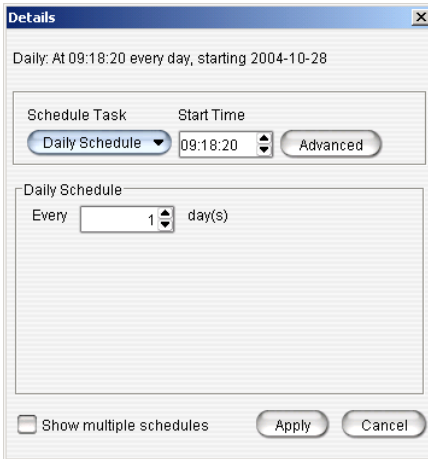 Details
Daily: At 09:18:20 every day, starting 2004-10-28
Schedule Task Start Time
Daily Schedule 09:18:20 Advanced
Daily Schedule
Every 1 day(s)
Show multiple schedules Apply Cancel